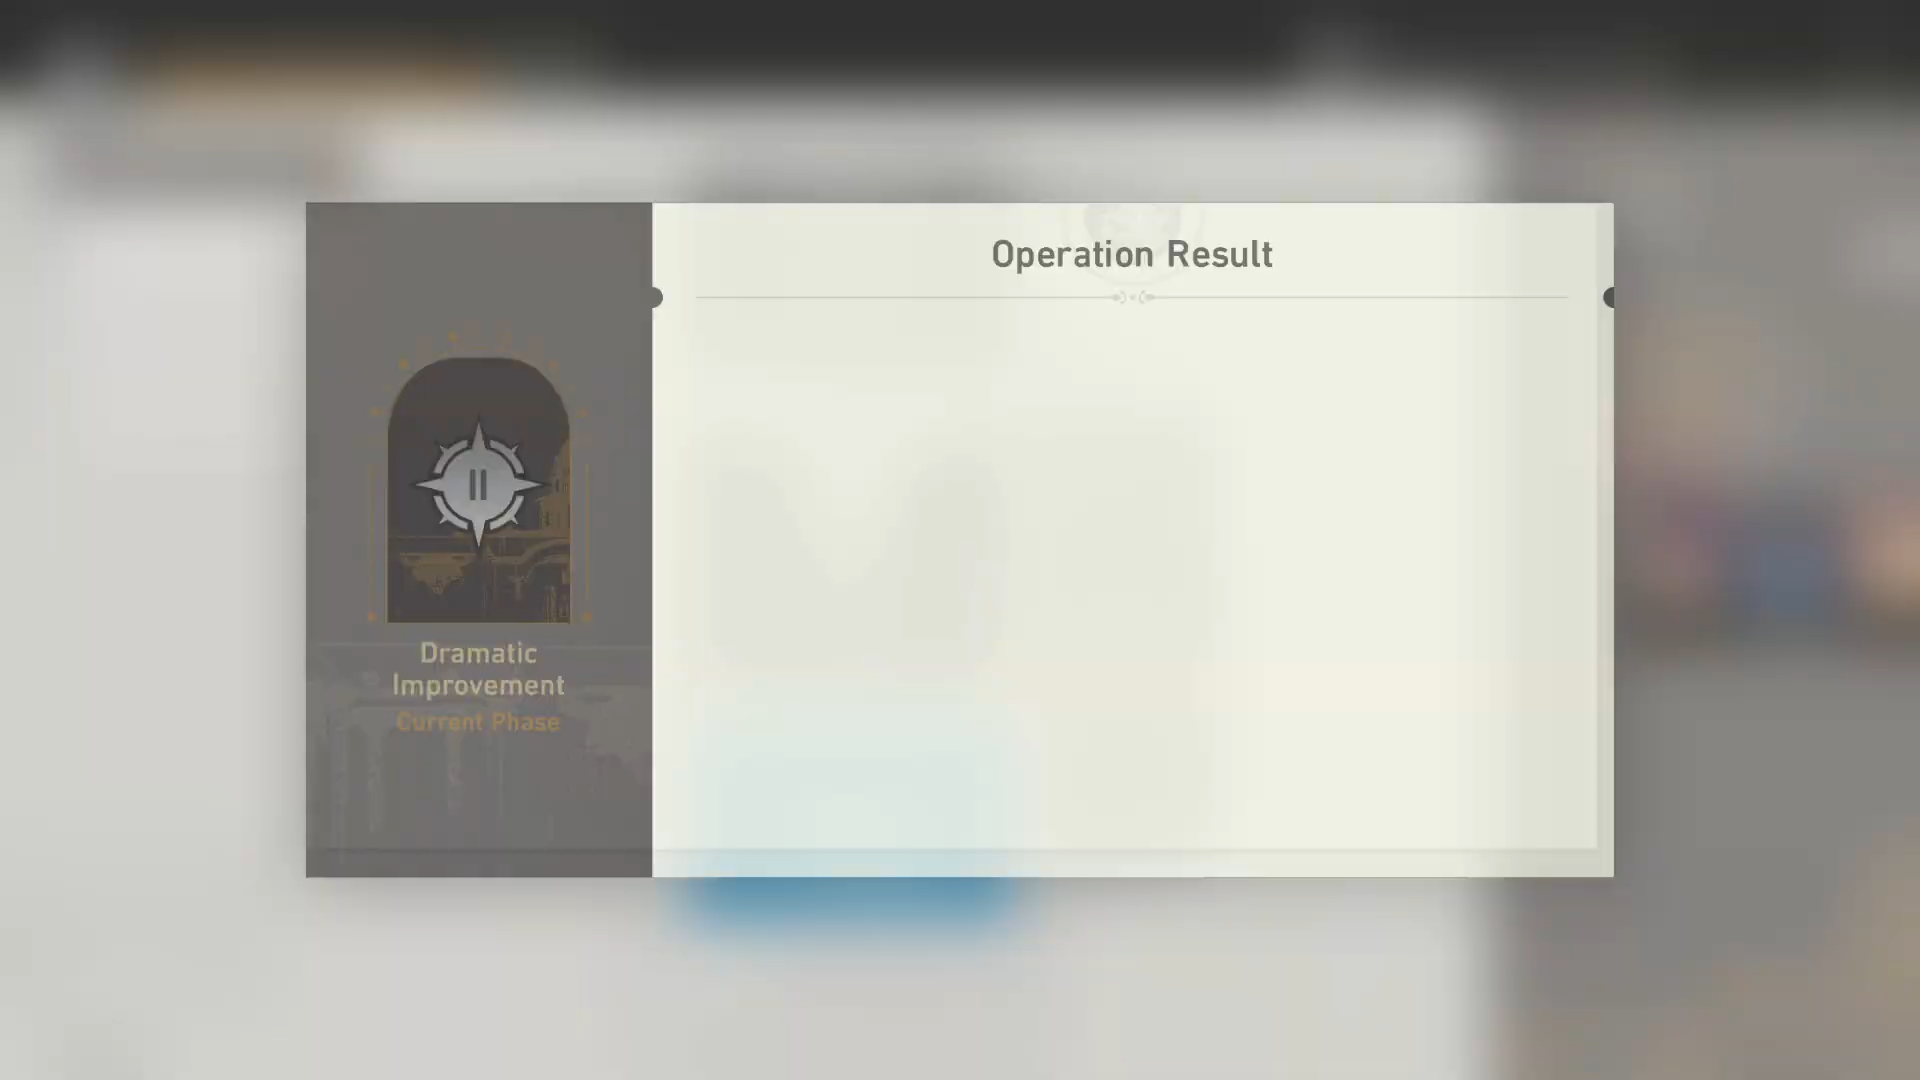 Operation Result
II
Dramatic
Improvement
Current Phase